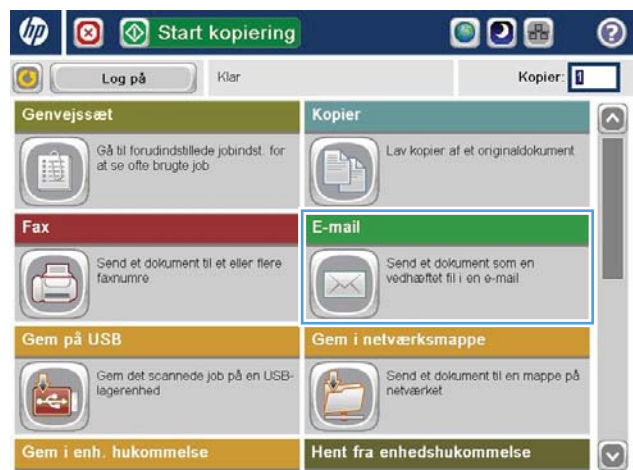 hp Start kopiering ?
Log på Klar Kopier: 1
Genvejssæt
Gå til forudindstillede jobindst. for
at se ofte brugte job
Kopier
Lav kopier af et originaldokument
Fax
Send et dokument til et eller flere
faxnumre
E-mail
Send et dokument som en
vedhæftet fil i en e-mail
Gem på USB
Gem det scannede job på en USB-
lagerenhed
Gem i netværksmappe
Send et dokument til en mappe på
netværket
Gem i enh. hukommelse
Hent fra enhedshukommelse